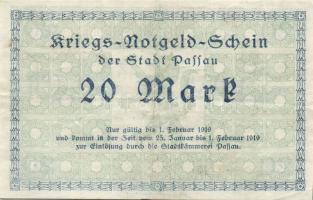 Kriegs-Notgeld-Schein
der Stadt Passau
20 Mark
Nur gültig bis 1. Februar 1919
und kommt in der Zeit vom 25. Januar bis 1. Februar 1919
zur Einlösung durch die Stadtkämmerei Passau.